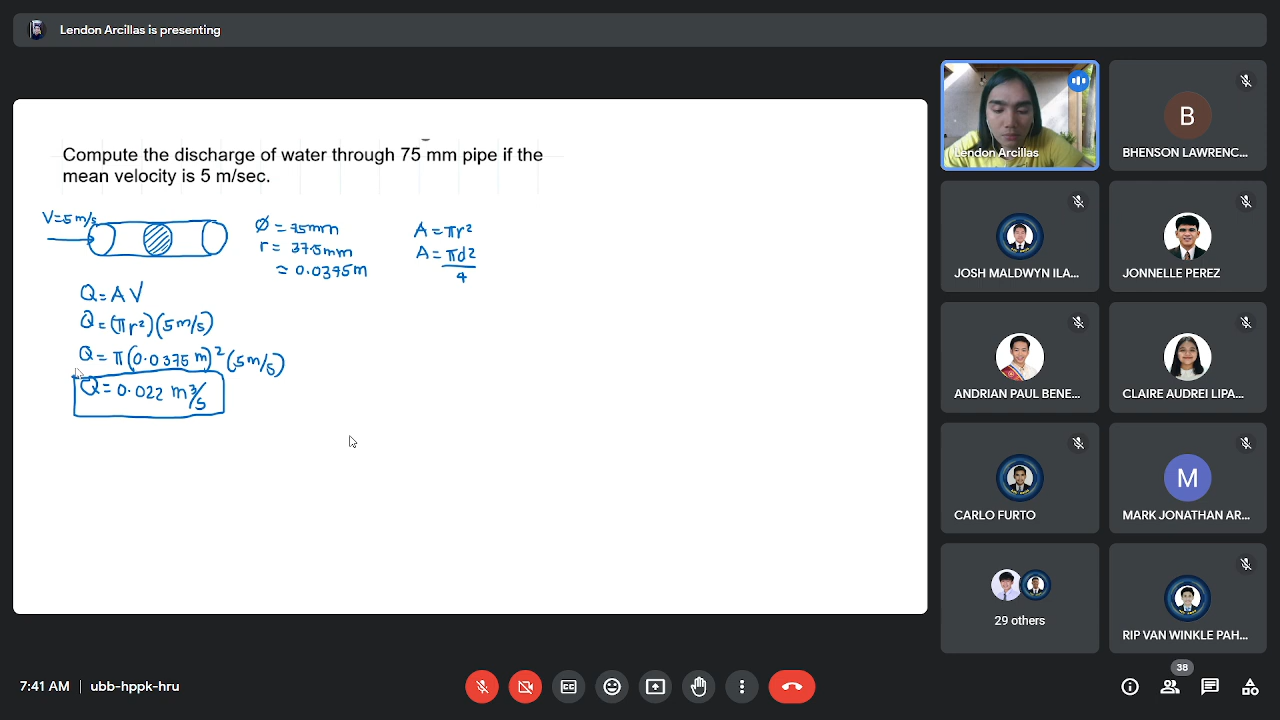 Lendon Arcillas is presenting
Compute the discharge of water through 75 mm pipe if the
mean velocity is 5 m/sec.
V=5m/s
Ø = 75mm
r = 37.5mm
= 0.0375m
A = πr²
A = πd²
4
Q = AV
Q = (πr²)(5m/s)
Q = π(0.0375 m)²(5m/s)
Q = 0.022 m³/s
Lendon Arcillas
B
BHENSON LAWRENC...
JOSH MALDWYN ILA...
JONNELLE PEREZ
ANDRIAN PAUL BENE...
CLAIRE AUDREI LIPA...
CARLO FURTO
M
MARK JONATHAN AR...
29 others
RIP VAN WINKLE PAH...
7:41 AM | ubb-hppk-hru
38